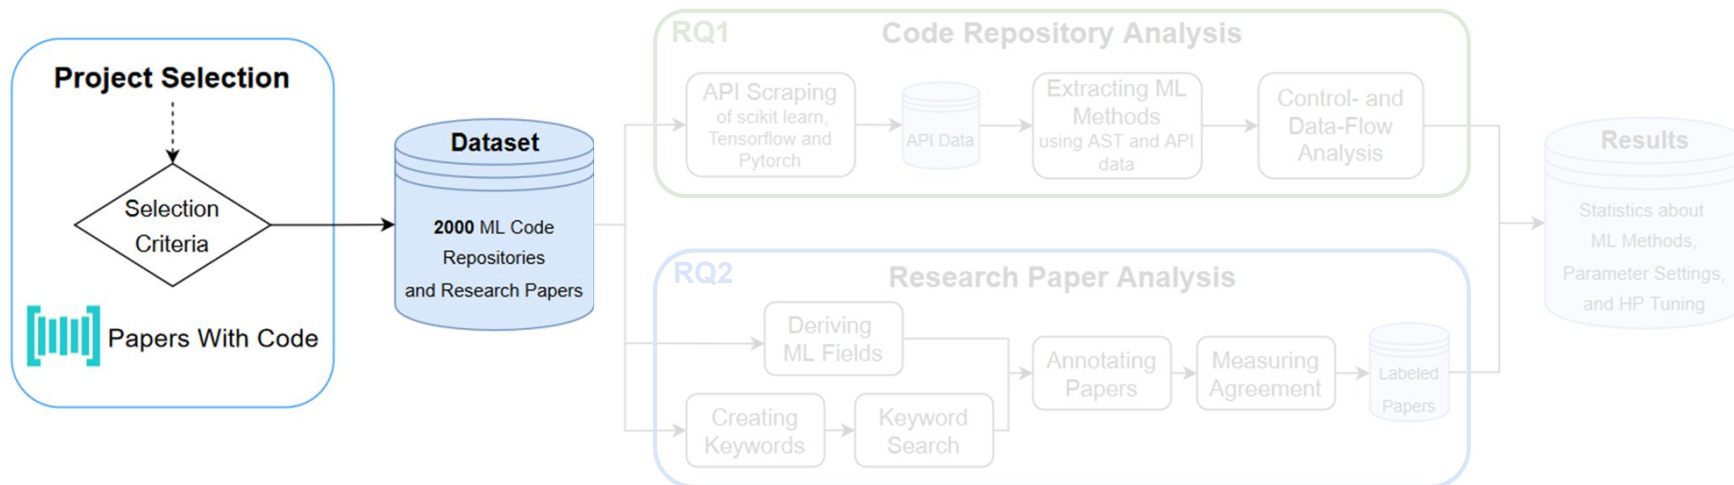 Project Selection
Selection
Criteria
Papers With Code
Dataset
2000 ML Code
Repositories
and Research Papers
RQ1
Code Repository Analysis
API Scraping
of scikit learn,
Tensorflow and
Pytorch
API Data
Extracting ML
Methods
using AST and API
data
Control- and
Data-Flow
Analysis
RQ2
Research Paper Analysis
Deriving
ML Fields
Creating
Keywords
Keyword
Search
Annotating
Papers
Measuring
Agreement
Labeled
Papers
Results
Statistics about
ML Methods,
Parameter Settings,
and HP Tuning